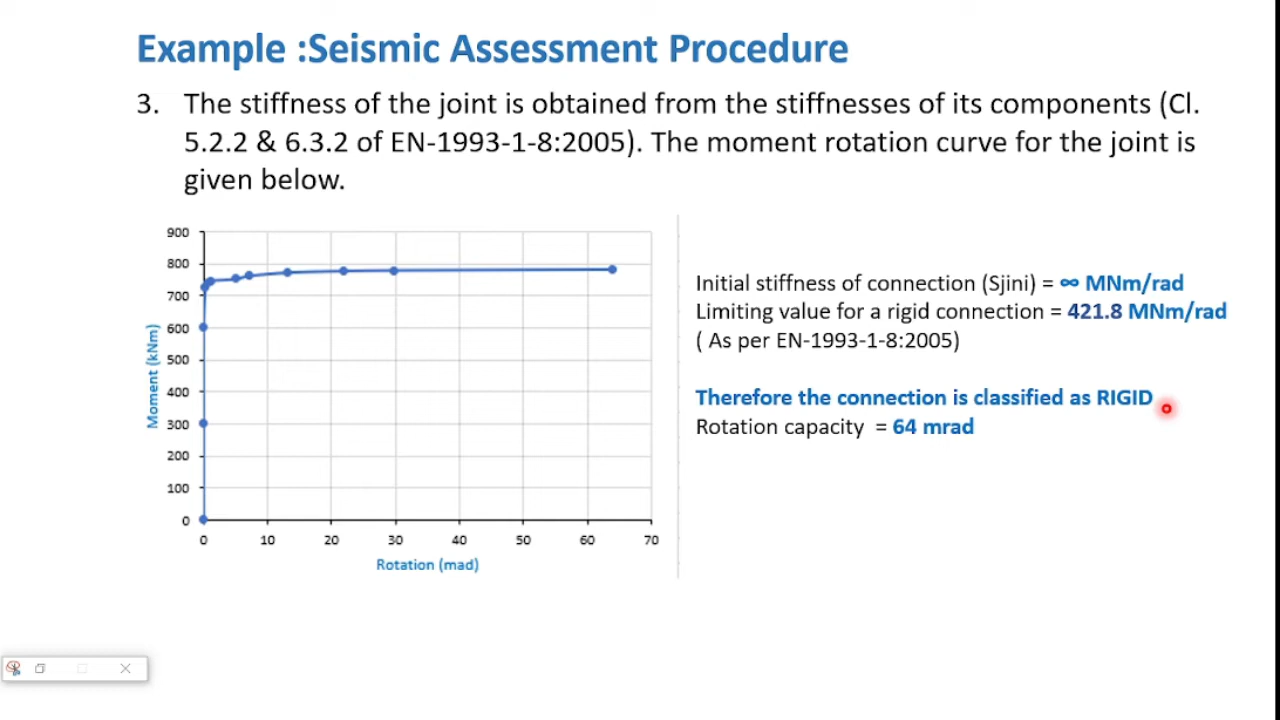 Example :Seismic Assessment Procedure
3. The stiffness of the joint is obtained from the stiffnesses of its components (Cl.
5.2.2 & 6.3.2 of EN-1993-1-8:2005). The moment rotation curve for the joint is
given below.
900
800
700
600
500
400
300
200
100
0
Moment (kNm)
0 10 20 30 40 50 60 70
Rotation (mad)
Initial stiffness of connection (Sjini) = ∞ MNm/rad
Limiting value for a rigid connection = 421.8 MNm/rad
( As per EN-1993-1-8:2005)
Therefore the connection is classified as RIGID
Rotation capacity = 64 mrad